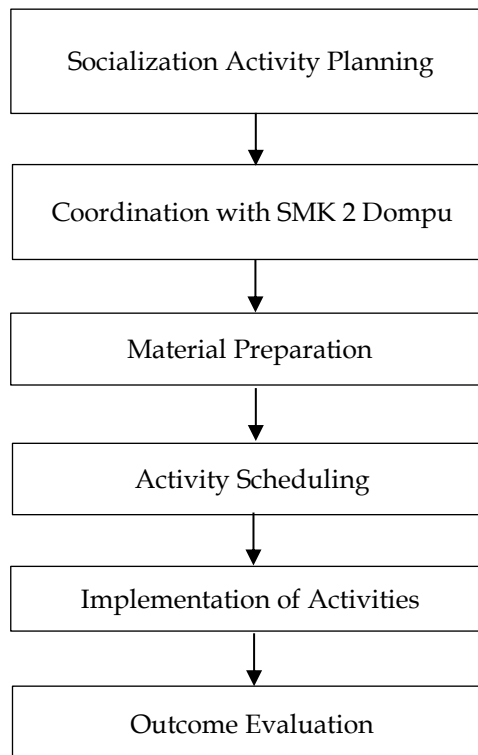 Socialization Activity Planning
Coordination with SMK 2 Dompu
Material Preparation
Activity Scheduling
Implementation of Activities
Outcome Evaluation